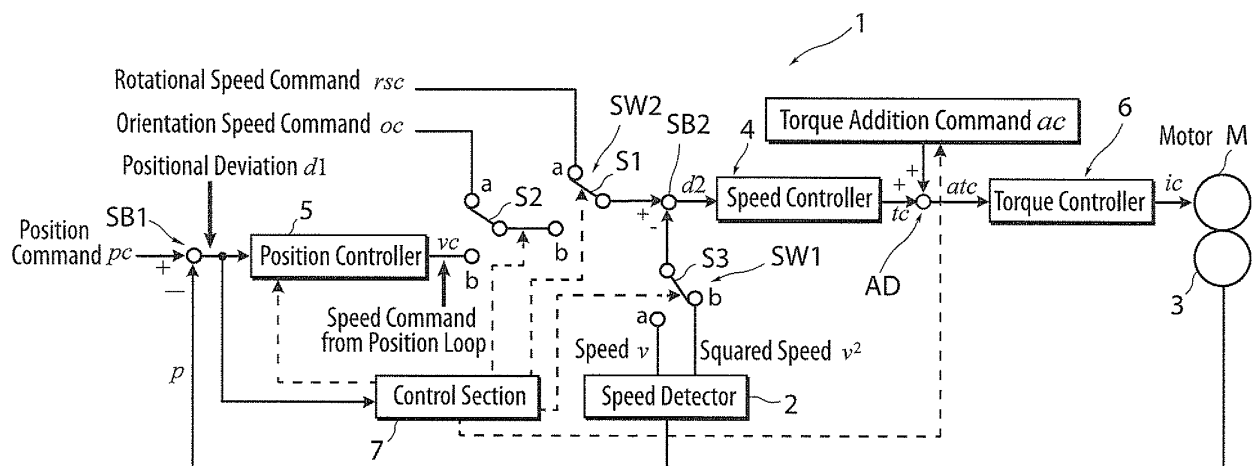 1
Rotational Speed Command rsc
Orientation Speed Command oc
Positional Deviation d1
SB1
5
Position
Command pc
+
−
Position Controller
vc
a
S2
b
b
a
SW2
S1
SB2
+
-
d2
4
Speed Controller
tc
+
+
Torque Addition Command ac
AD
atc
6
Torque Controller
ic
Motor M
3
S3
SW1
b
a
Speed Command
from Position Loop
Speed v
Squared Speed v²
p
Control Section
7
Speed Detector
2